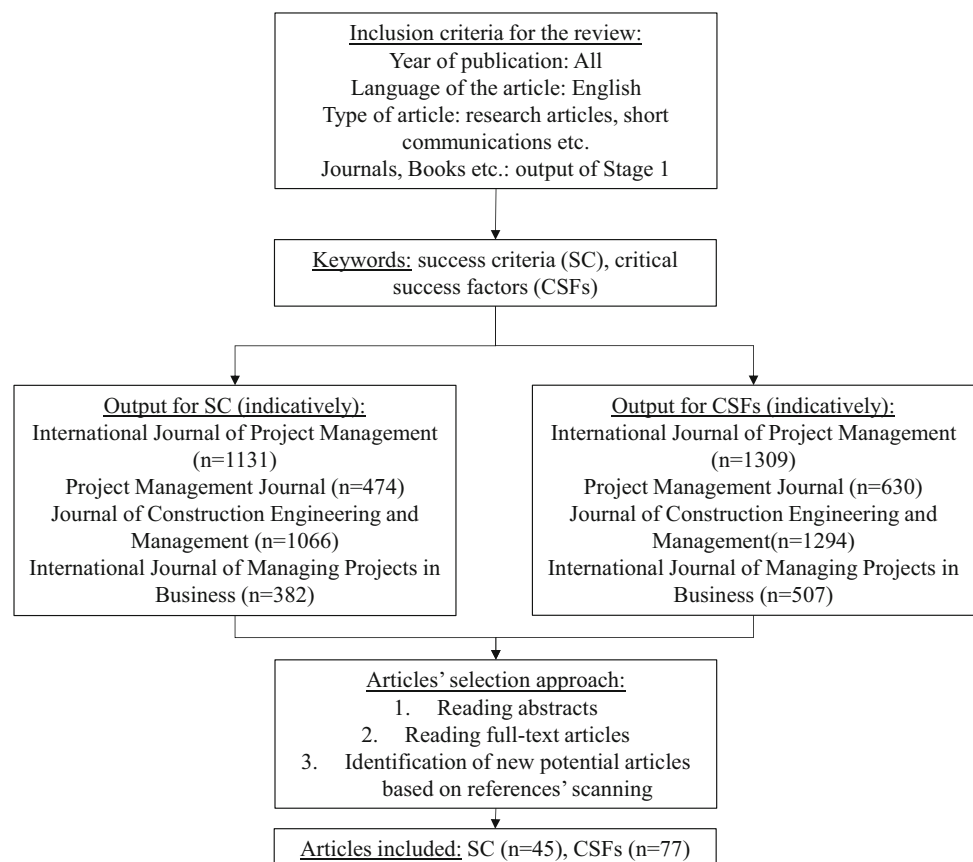 Inclusion criteria for the review:
Year of publication: All
Language of the article: English
Type of article: research articles, short
communications etc.
Journals, Books etc.: output of Stage 1
Keywords: success criteria (SC), critical
success factors (CSFs)
Output for SC (indicatively):
International Journal of Project Management
(n=1131)
Project Management Journal (n=474)
Journal of Construction Engineering and
Management (n=1066)
International Journal of Managing Projects in
Business (n=382)
Output for CSFs (indicatively):
International Journal of Project Management
(n=1309)
Project Management Journal (n=630)
Journal of Construction Engineering and
Management(n=1294)
International Journal of Managing Projects in
Business (n=507)
Articles' selection approach:
1. Reading abstracts
2. Reading full-text articles
3. Identification of new potential articles
based on references' scanning
Articles included: SC (n=45), CSFs (n=77)